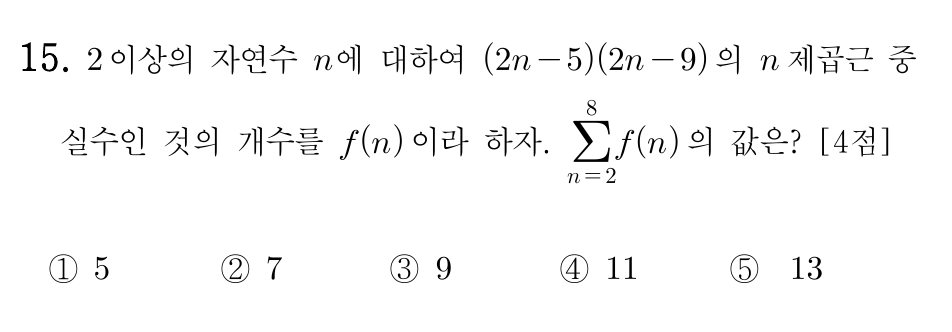 15. 2 이상의 자연수 n에 대하여 (2n-5)(2n-9)의 n 제곱근 중
실수인 것의 개수를 f(n)이라 하자. \sum_{n=2}^{8} f(n)의 값은? [4점]
① 5 ② 7 ③ 9 ④ 11 ⑤ 13